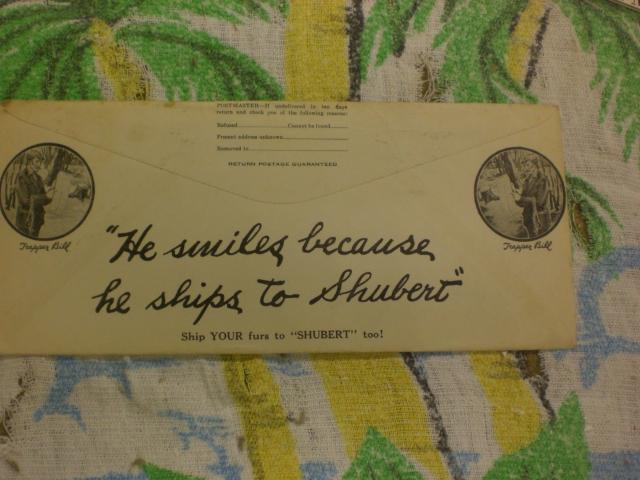 POSTMASTER—If undelivered in ten days
return and check one of the following reasons:
Refused Cannot be found
Present address unknown
Removed to
RETURN POSTAGE GUARANTEED
Trapper Bill
Trapper Bill
"He smiles because
he ships to Shubert"
Ship YOUR furs to "SHUBERT" too!